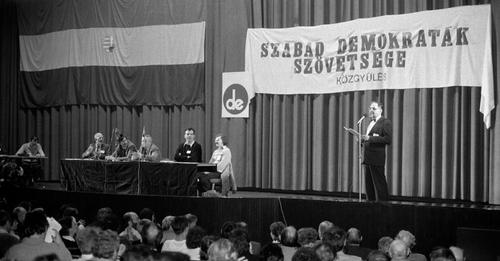 SZABAD DEMOKRATÁK
SZÖVETSÉGE
KÖZGYŰLÉS
de